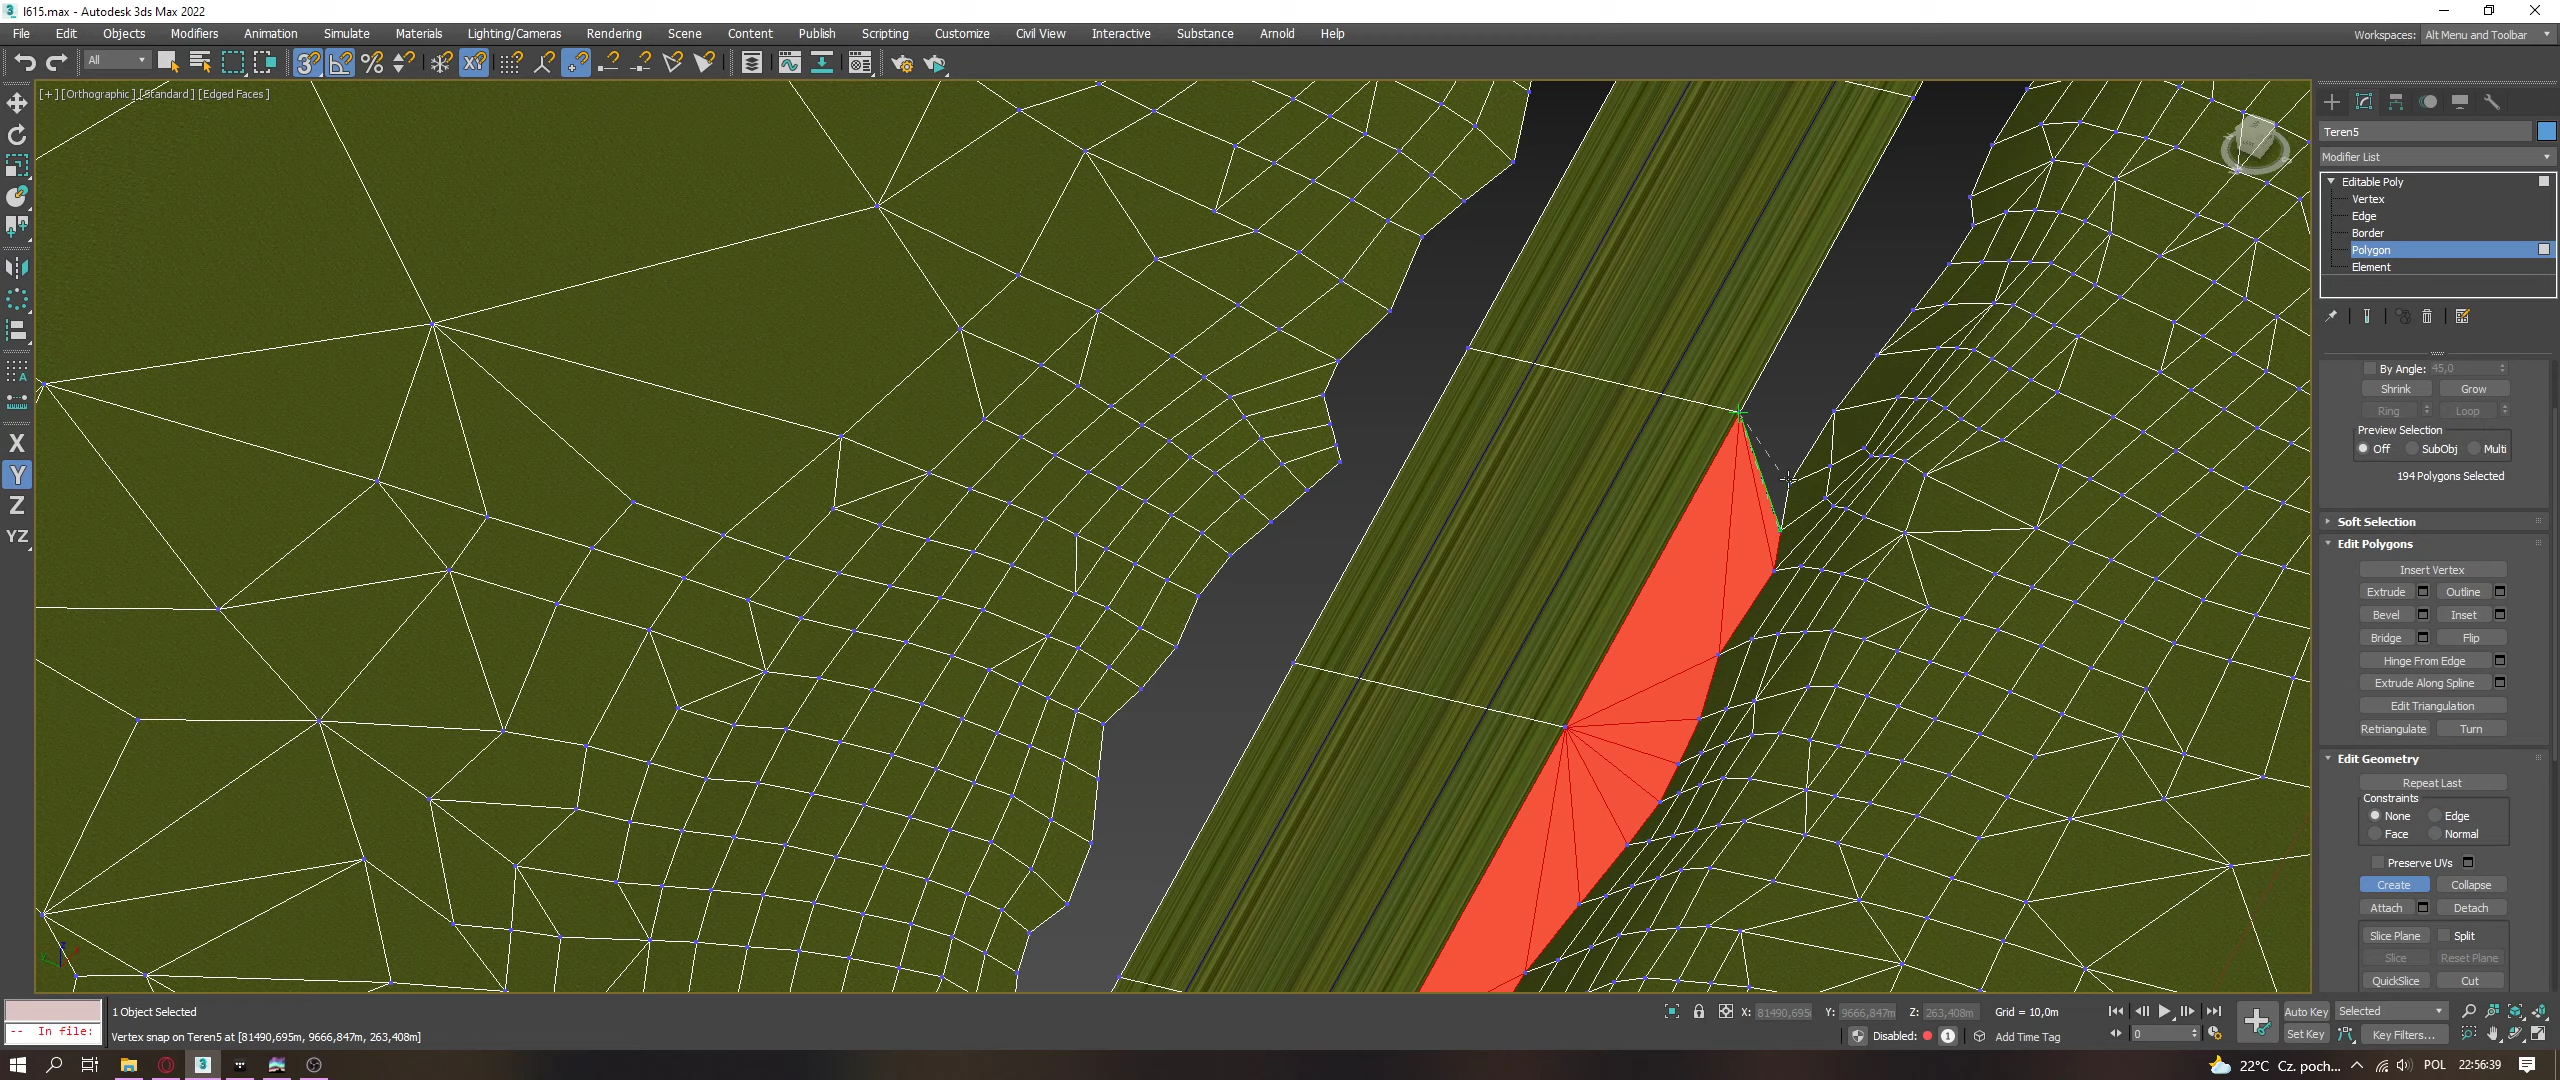 I615.max - Autodesk 3ds Max 2022
File Edit Objects Modifiers Animation Simulate Materials Lighting/Cameras Rendering Scene Content Publish Scripting Customize Civil View Interactive Substance Arnold Help
Workspaces: Alt Menu and Toolbar
All
[+] [Orthographic ] [Standard ] [Edged Faces ]
X
Y
Z
YZ
Teren5
Modifier List
Editable Poly
Vertex
Edge
Border
Polygon
Element
By Angle: 45,0
Shrink Grow
Ring Loop
Preview Selection
Off SubObj Multi
194 Polygons Selected
Soft Selection
Edit Polygons
Insert Vertex
Extrude Outline
Bevel Inset
Bridge Flip
Hinge From Edge
Extrude Along Spline
Edit Triangulation
Retriangulate Turn
Edit Geometry
Repeat Last
Constraints
None Edge
Face Normal
Preserve UVs
Create Collapse
Attach Detach
Slice Plane Split
Slice Reset Plane
QuickSlice Cut
1 Object Selected
-- In file:
Vertex snap on Teren5 at [81490,695m, 9666,847m, 263,408m]
X: 81490,695 Y: 9666,847m Z: 263,408m Grid = 10,0m
Disabled: 1 Add Time Tag
0
Auto Key Selected
Set Key Key Filters...
22°C Cz. poch... POL 22:56:39